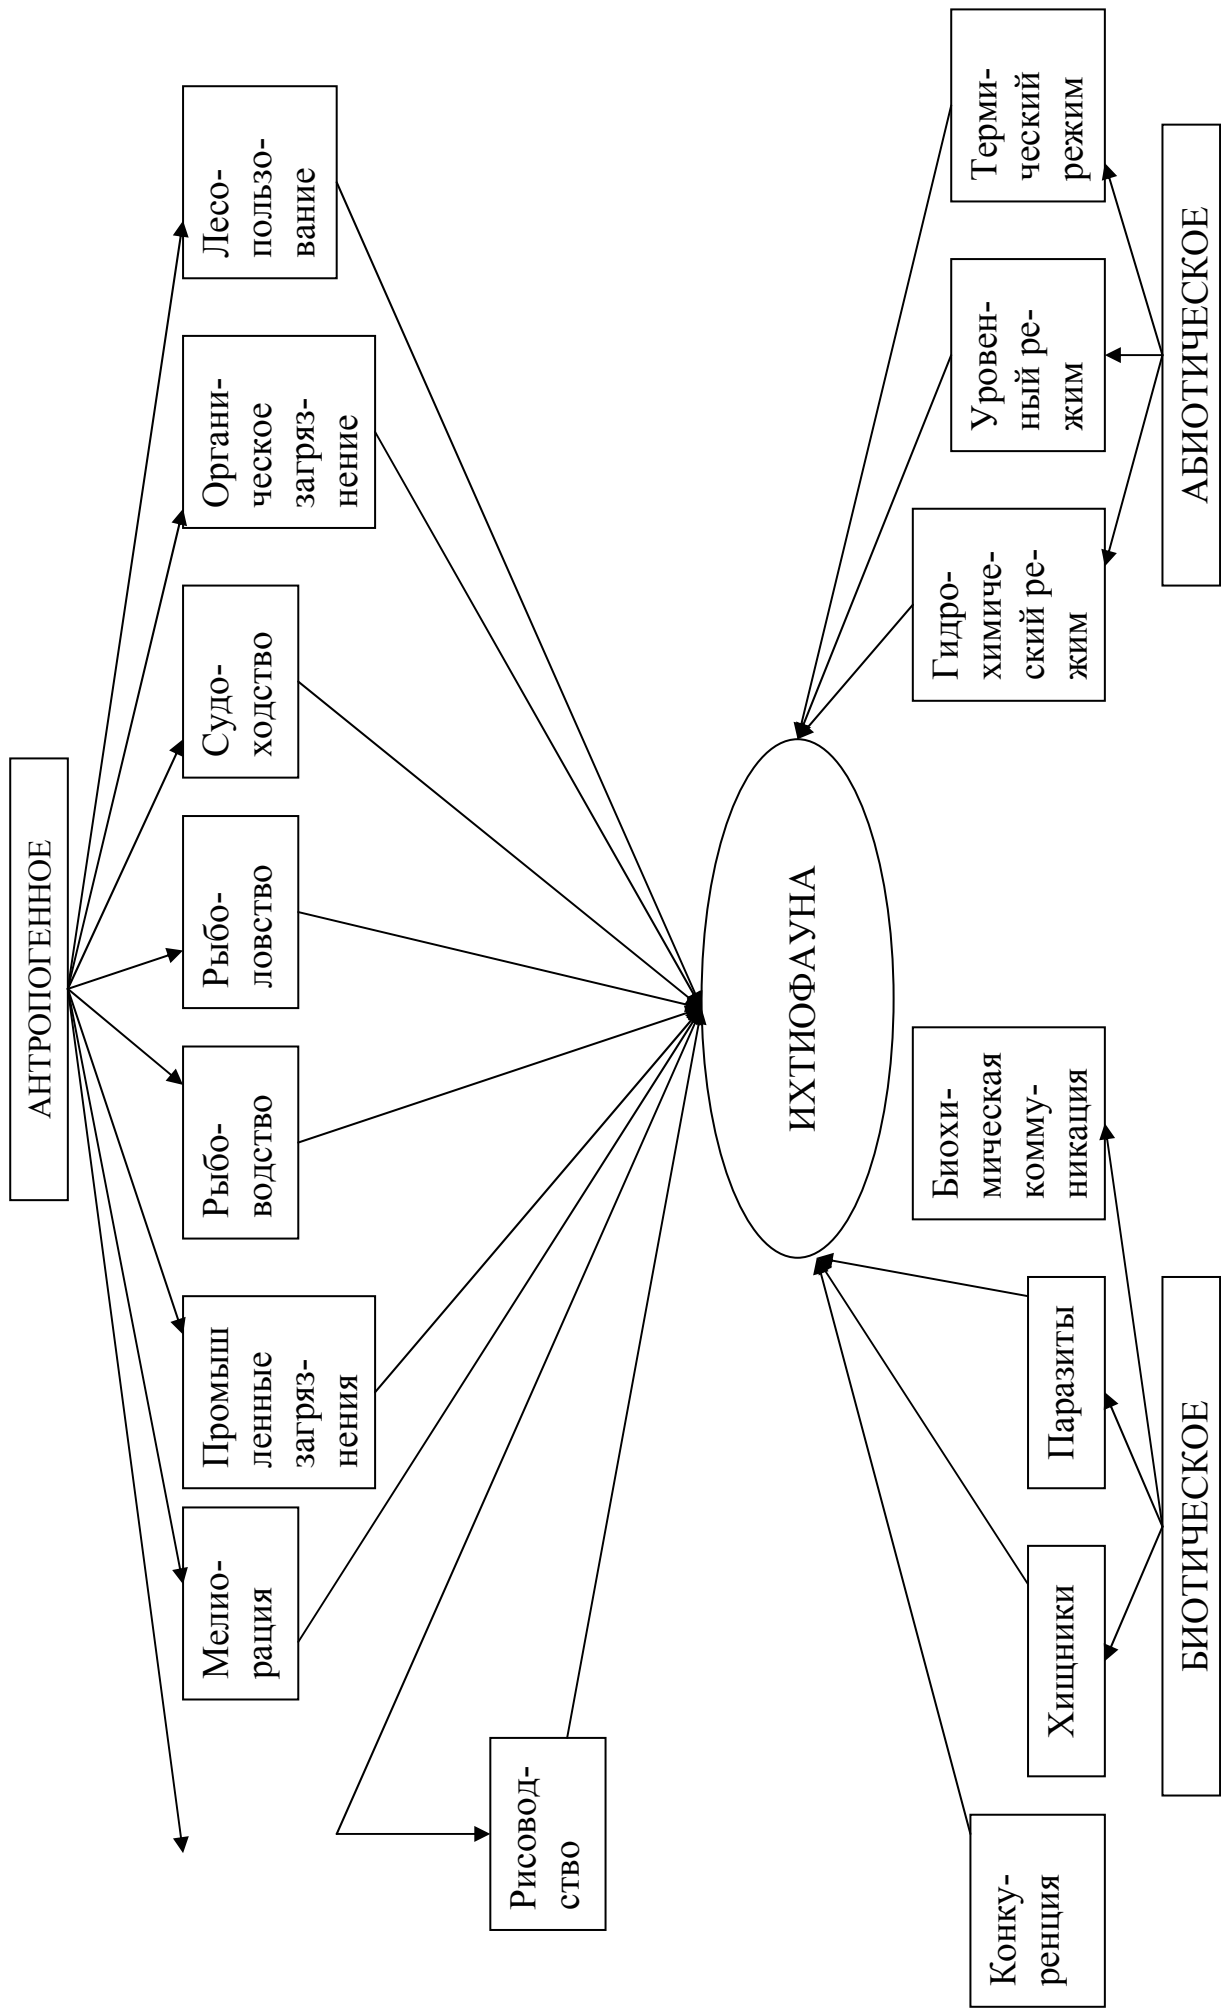 АНТРОПОГЕННОЕ
Мелио-
рация
Промыш
ленные
загряз-
нения
Рыбо-
водство
Рыбо-
ловство
Судо-
ходство
Органи-
ческое
загряз-
нение
Лесо-
пользо-
вание
Рисовод-
ство
ИХТИОФАУНА
Конку-
ренция
Хищники
Паразиты
Биохи-
мическая
комму-
никация
Гидро-
химиче-
ский ре-
жим
Уровен-
ный ре-
жим
Терми-
ческий
режим
БИОТИЧЕСКОЕ
АБИОТИЧЕСКОЕ